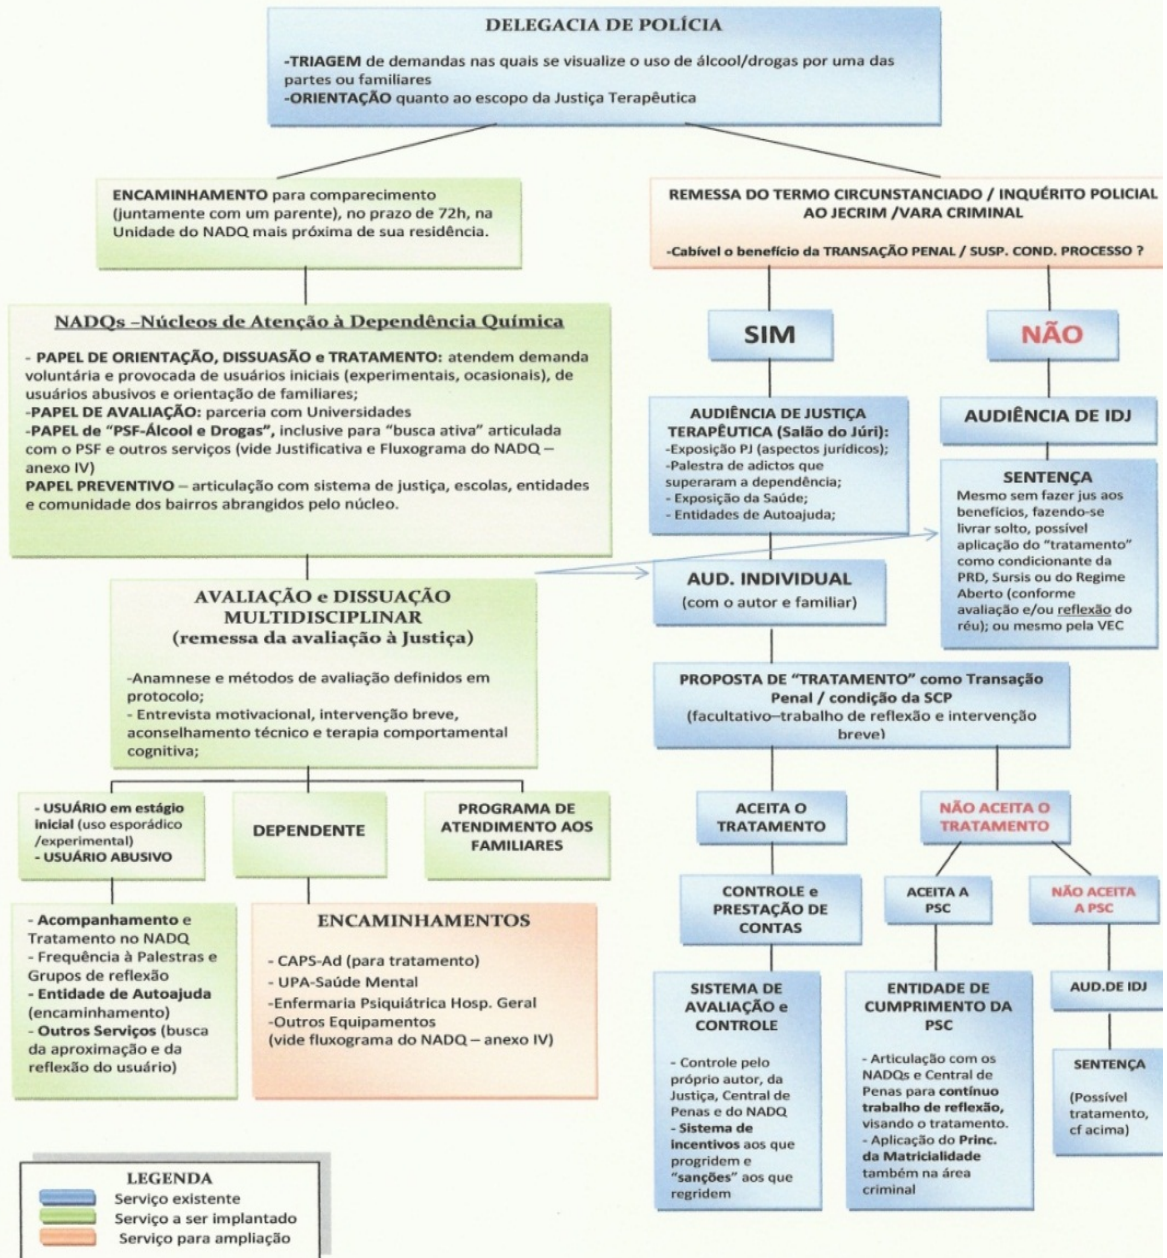 DELEGACIA DE POLÍCIA
-TRIAGEM de demandas nas quais se visualize o uso de álcool/drogas por uma das
partes ou familiares
-ORIENTAÇÃO quanto ao escopo da Justiça Terapêutica
ENCAMINHAMENTO para comparecimento
(juntamente com um parente), no prazo de 72h, na
Unidade do NADQ mais próxima de sua residência.
REMESSA DO TERMO CIRCUNSTANCIADO / INQUÉRITO POLICIAL
AO JECRIM /VARA CRIMINAL
-Cabível o benefício da TRANSAÇÃO PENAL / SUSP. COND. PROCESSO ?
NADQs –Núcleos de Atenção à Dependência Química
- PAPEL DE ORIENTAÇÃO, DISSUASÃO e TRATAMENTO: atendem demanda
voluntária e provocada de usuários iniciais (experimentais, ocasionais), de
usuários abusivos e orientação de familiares;
-PAPEL DE AVALIAÇÃO: parceria com Universidades
-PAPEL de “PSF-Álcool e Drogas”, inclusive para “busca ativa” articulada
com o PSF e outros serviços (vide Justificativa e Fluxograma do NADQ –
anexo IV)
PAPEL PREVENTIVO – articulação com sistema de justiça, escolas, entidades
e comunidade dos bairros abrangidos pelo núcleo.
SIM
NÃO
AUDIÊNCIA DE JUSTIÇA
TERAPÊUTICA (Salão do Júri):
-Exposição PJ (aspectos jurídicos);
-Palestra de adictos que
superaram a dependência;
- Exposição da Saúde;
- Entidades de Autoajuda;
AUDIÊNCIA DE IDJ
SENTENÇA
Mesmo sem fazer jus aos
benefícios, fazendo-se
livrar solto, possível
aplicação do “tratamento”
como condicionante da
PRD, Sursis ou do Regime
Aberto (conforme
avaliação e/ou reflexão do
réu); ou mesmo pela VEC
AVALIAÇÃO e DISSUAÇÃO
MULTIDISCIPLINAR
(remessa da avaliação à Justiça)
-Anamnese e métodos de avaliação definidos em
protocolo;
- Entrevista motivacional, intervenção breve,
aconselhamento técnico e terapia comportamental
cognitiva;
AUD. INDIVIDUAL
(com o autor e familiar)
PROPOSTA DE “TRATAMENTO” como Transação
Penal / condição da SCP
(facultativo–trabalho de reflexão e intervenção
breve)
- USUÁRIO em estágio
inicial (uso esporádico
/experimental)
- USUÁRIO ABUSIVO
DEPENDENTE
PROGRAMA DE
ATENDIMENTO AOS
FAMILIARES
ACEITA O
TRATAMENTO
NÃO ACEITA O
TRATAMENTO
- Acompanhamento e
Tratamento no NADQ
- Frequência à Palestras e
Grupos de reflexão
- Entidade de Autoajuda
(encaminhamento)
- Outros Serviços (busca
da aproximação e da
reflexão do usuário)
ENCAMINHAMENTOS
- CAPS-Ad (para tratamento)
- UPA-Saúde Mental
-Enfermaria Psiquiátrica Hosp. Geral
-Outros Equipamentos
(vide fluxograma do NADQ – anexo IV)
CONTROLE e
PRESTAÇÃO DE
CONTAS
ACEITA A
PSC
NÃO ACEITA
A PSC
SISTEMA DE
AVALIAÇÃO e
CONTROLE
- Controle pelo
próprio autor, da
Justiça, Central de
Penas e do NADQ
- Sistema de
incentivos aos que
progridem e
“sanções” aos que
regridem
ENTIDADE DE
CUMPRIMENTO DA
PSC
- Articulação com os
NADQs e Central de
Penas para contínuo
trabalho de reflexão,
visando o tratamento.
- Aplicação do Princ.
da Matricialidade
também na área
criminal
AUD.DE IDJ
SENTENÇA
(Possível
tratamento,
cf acima)
LEGENDA
Serviço existente
Serviço a ser implantado
Serviço para ampliação